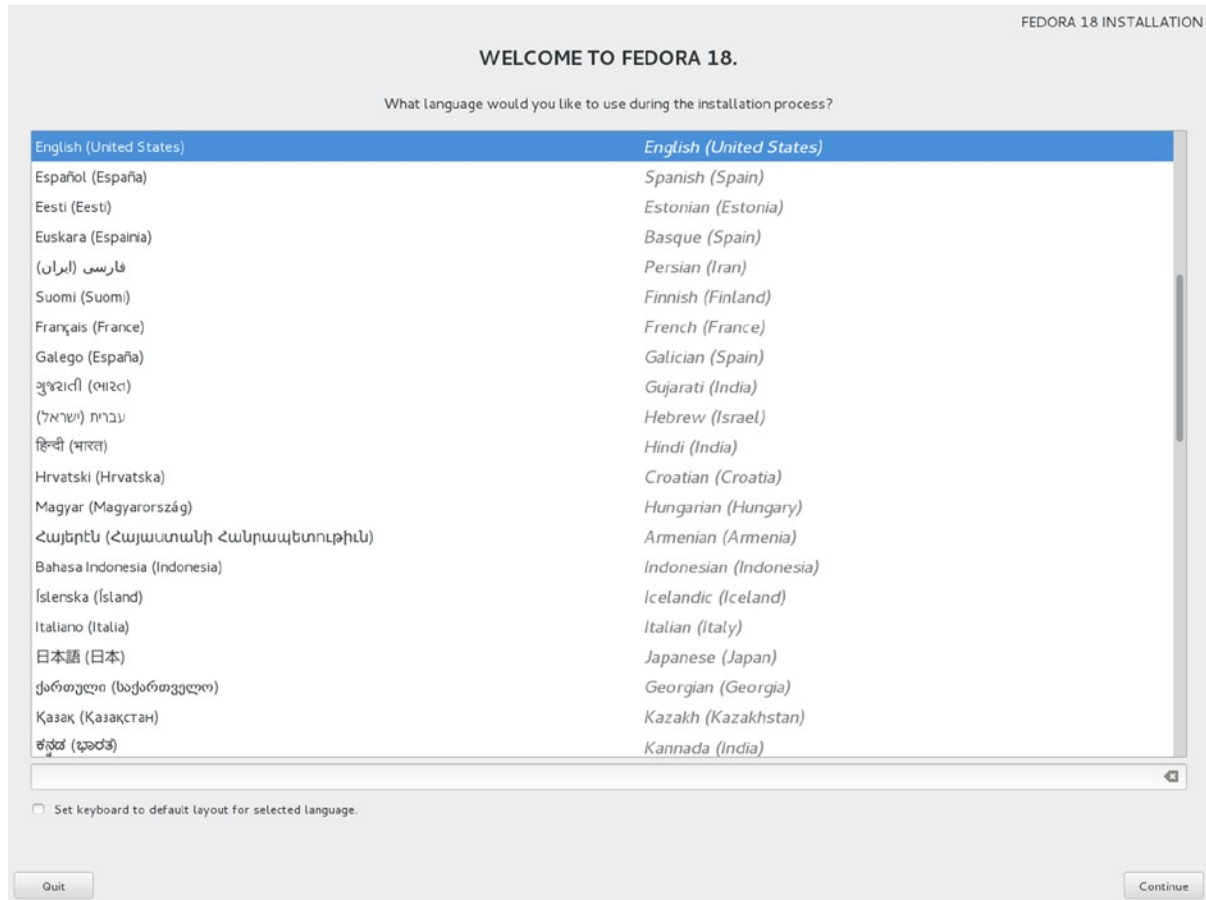 FEDORA 18 INSTALLATION
WELCOME TO FEDORA 18.
What language would you like to use during the installation process?
English (United States) English (United States)
Español (España) Spanish (Spain)
Eesti (Eesti) Estonian (Estonia)
Euskara (Espainia) Basque (Spain)
فارسی (ایران) Persian (Iran)
Suomi (Suomi) Finnish (Finland)
Français (France) French (France)
Galego (España) Galician (Spain)
ગુજરાતી (ભારત) Gujarati (India)
עברית (ישראל) Hebrew (Israel)
हिन्दी (भारत) Hindi (India)
Hrvatski (Hrvatska) Croatian (Croatia)
Magyar (Magyarország) Hungarian (Hungary)
Հայերէն (Հայաստանի Հանրապետութիւն) Armenian (Armenia)
Bahasa Indonesia (Indonesia) Indonesian (Indonesia)
Íslenska (Ísland) Icelandic (Iceland)
Italiano (Italia) Italian (Italy)
日本語 (日本) Japanese (Japan)
ქართული (საქართველო) Georgian (Georgia)
Қазақ (Қазақстан) Kazakh (Kazakhstan)
ಕನ್ನಡ (ಭಾರತ) Kannada (India)
Set keyboard to default layout for selected language.
Quit Continue